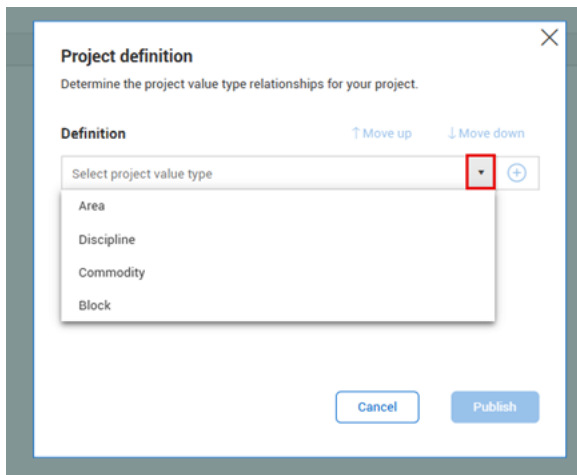 Project definition
Determine the project value type relationships for your project.
Definition ↑ Move up ↓ Move down
Select project value type
Area
Discipline
Commodity
Block
Cancel Publish